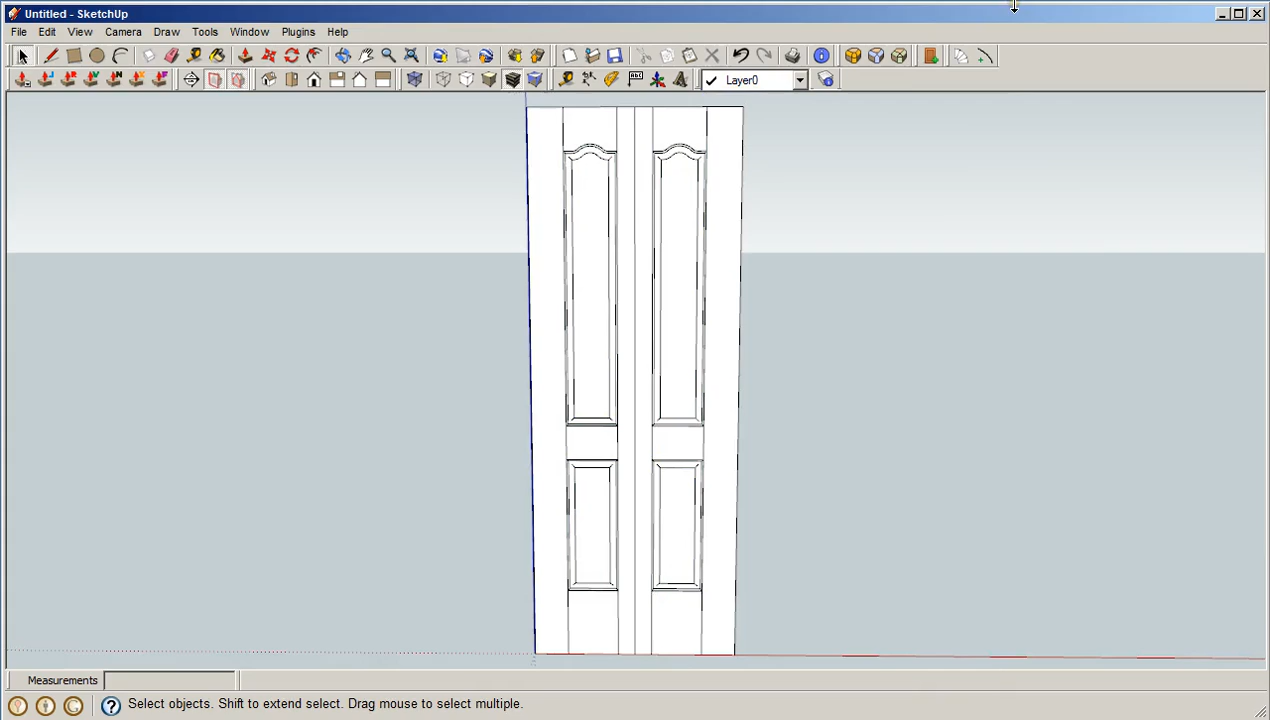 Untitled - SketchUp
File Edit View Camera Draw Tools Window Plugins Help
Layer0
Measurements
Select objects. Shift to extend select. Drag mouse to select multiple.